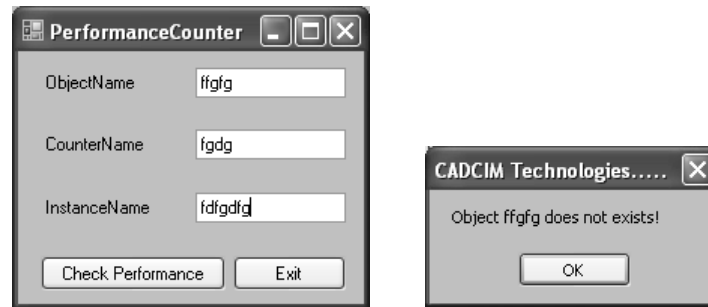 PerformanceCounter
ObjectName ffgfg
CounterName fgdg
InstanceName fdfgdfg
Check Performance Exit
CADCIM Technologies.....
Object ffgfg does not exists!
OK